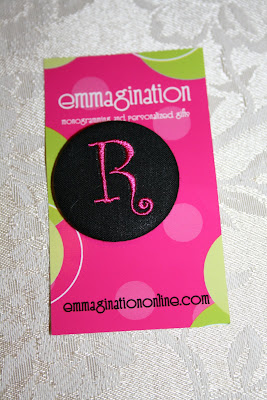 emmagination
monogramming and personalized gifts
R
emmaginationonline.com